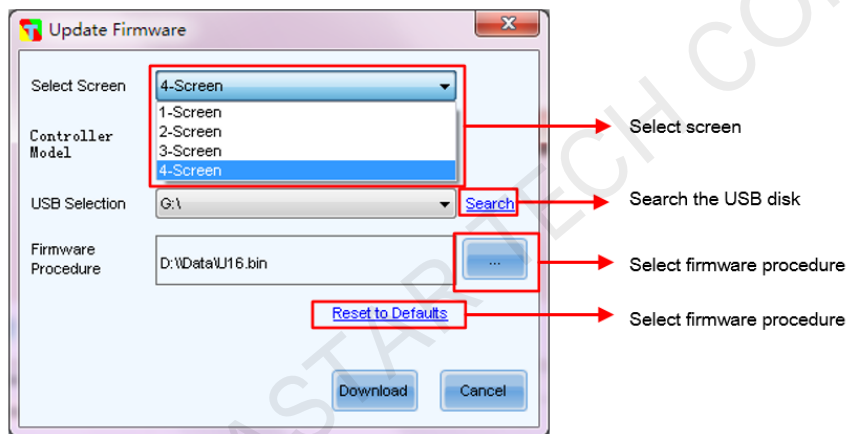 Update Firmware
Select Screen
4-Screen
1-Screen
2-Screen
3-Screen
4-Screen
Select screen
Controller
Model
USB Selection
G:\
Search
Search the USB disk
Firmware
Procedure
D:\\Data\U16.bin
...
Select firmware procedure
Reset to Defaults
Select firmware procedure
Download
Cancel